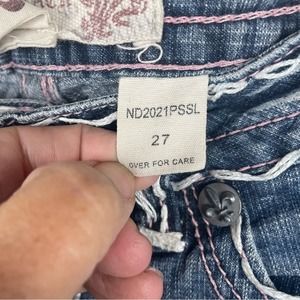 ND2021PSSL
27
OVER FOR CARE